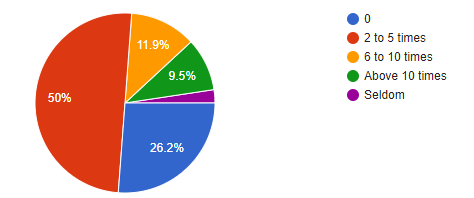 0
2 to 5 times
6 to 10 times
Above 10 times
Seldom
11.9%
9.5%
50%
26.2%